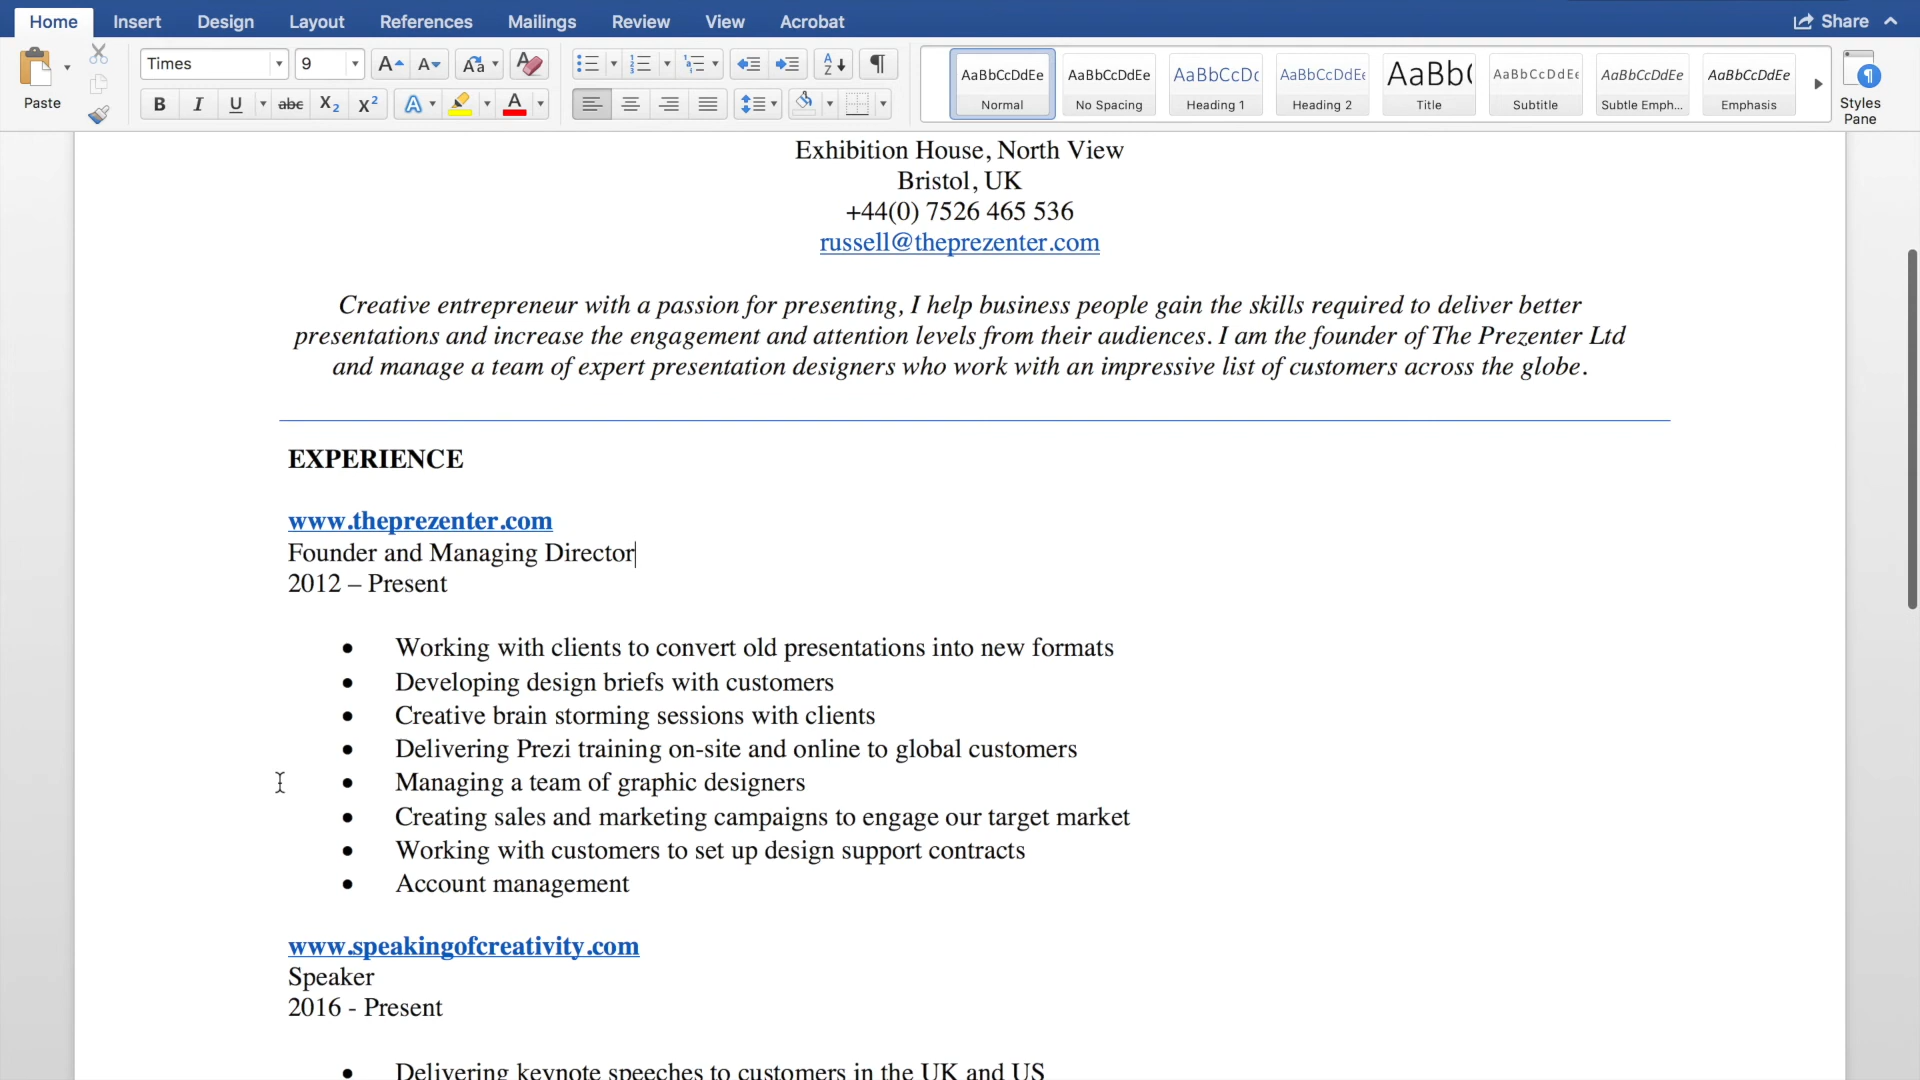 Home Insert Design Layout References Mailings Review View Acrobat Share
Times 9 A A Aa A AaBbCcDdEe AaBbCcDdEe AaBbCcDc AaBbCcDdEe AaBb( AaBbCcDdEe AaBbCcDdEe AaBbCcDdEe
Paste B I U abc X2 X2 A A Normal No Spacing Heading 1 Heading 2 Title Subtitle Subtle Emph... Emphasis Styles Pane
Exhibition House, North View
Bristol, UK
+44(0) 7526 465 536
russell@theprezenter.com
Creative entrepreneur with a passion for presenting, I help business people gain the skills required to deliver better
presentations and increase the engagement and attention levels from their audiences. I am the founder of The Prezenter Ltd
and manage a team of expert presentation designers who work with an impressive list of customers across the globe.
EXPERIENCE
www.theprezenter.com
Founder and Managing Director
2012 – Present
• Working with clients to convert old presentations into new formats
• Developing design briefs with customers
• Creative brain storming sessions with clients
• Delivering Prezi training on-site and online to global customers
• Managing a team of graphic designers
• Creating sales and marketing campaigns to engage our target market
• Working with customers to set up design support contracts
• Account management
www.speakingofcreativity.com
Speaker
2016 - Present
• Delivering keynote speeches to customers in the UK and US